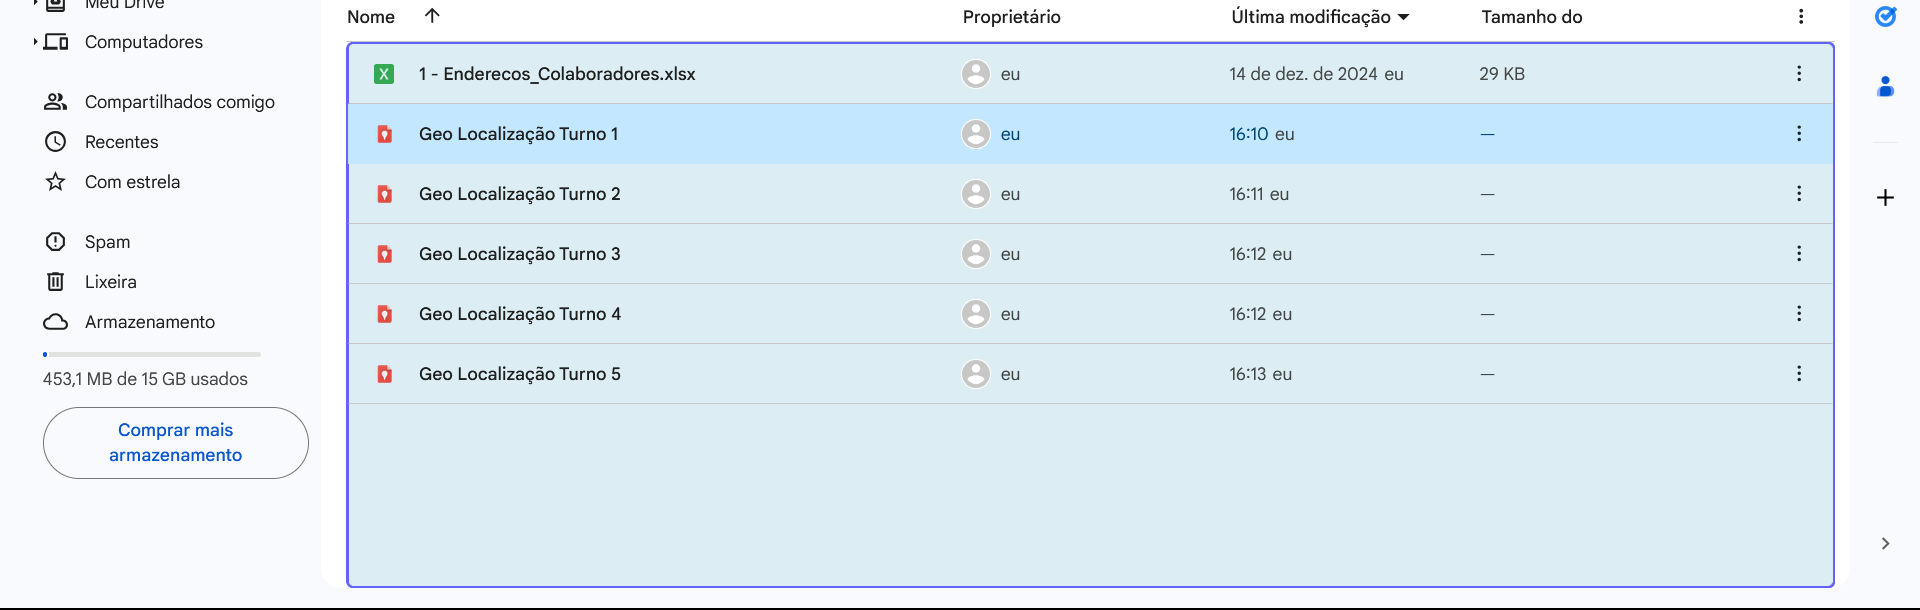 Meu Drive
Computadores
Compartilhados comigo
Recentes
Com estrela
Spam
Lixeira
Armazenamento
453,1 MB de 15 GB usados
Comprar mais
armazenamento
Nome Proprietário Última modificação Tamanho do
1 - Enderecos_Colaboradores.xlsx eu 14 de dez. de 2024 eu 29 KB
Geo Localização Turno 1 eu 16:10 eu —
Geo Localização Turno 2 eu 16:11 eu —
Geo Localização Turno 3 eu 16:12 eu —
Geo Localização Turno 4 eu 16:12 eu —
Geo Localização Turno 5 eu 16:13 eu —